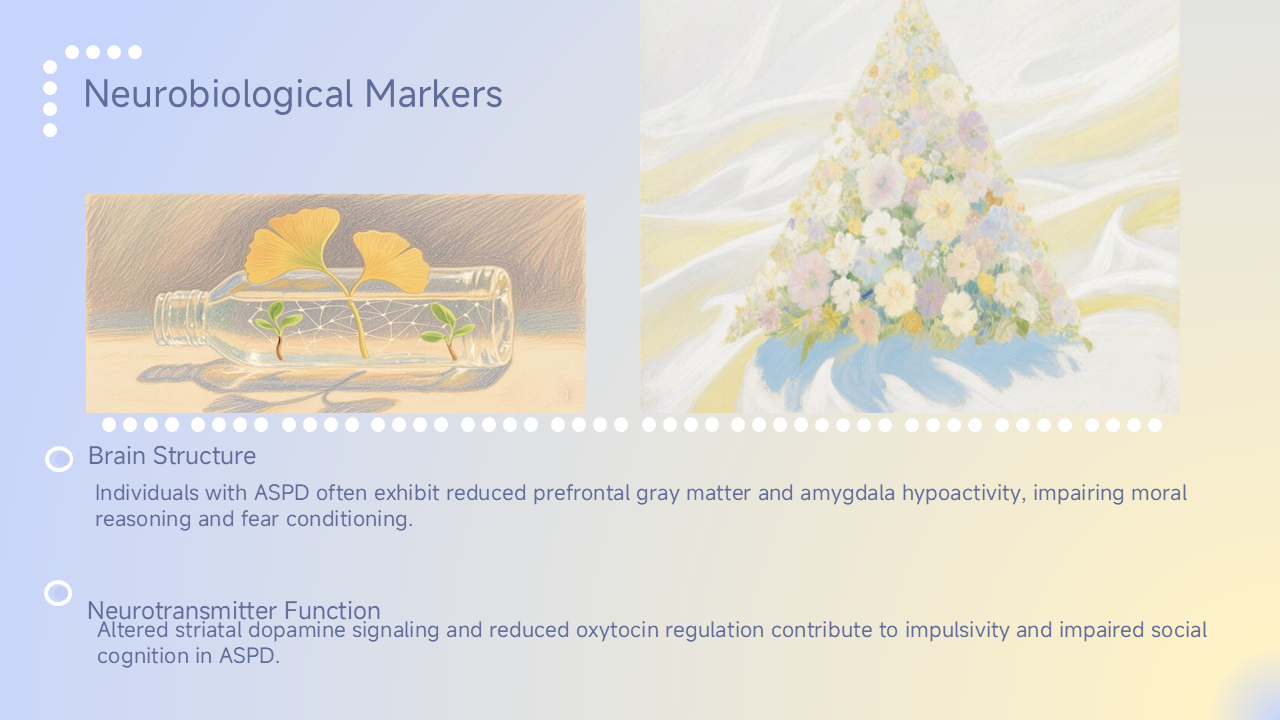 Neurobiological Markers
Brain Structure
Individuals with ASPD often exhibit reduced prefrontal gray matter and amygdala hypoactivity, impairing moral
reasoning and fear conditioning.
Neurotransmitter Function
Altered striatal dopamine signaling and reduced oxytocin regulation contribute to impulsivity and impaired social
cognition in ASPD.